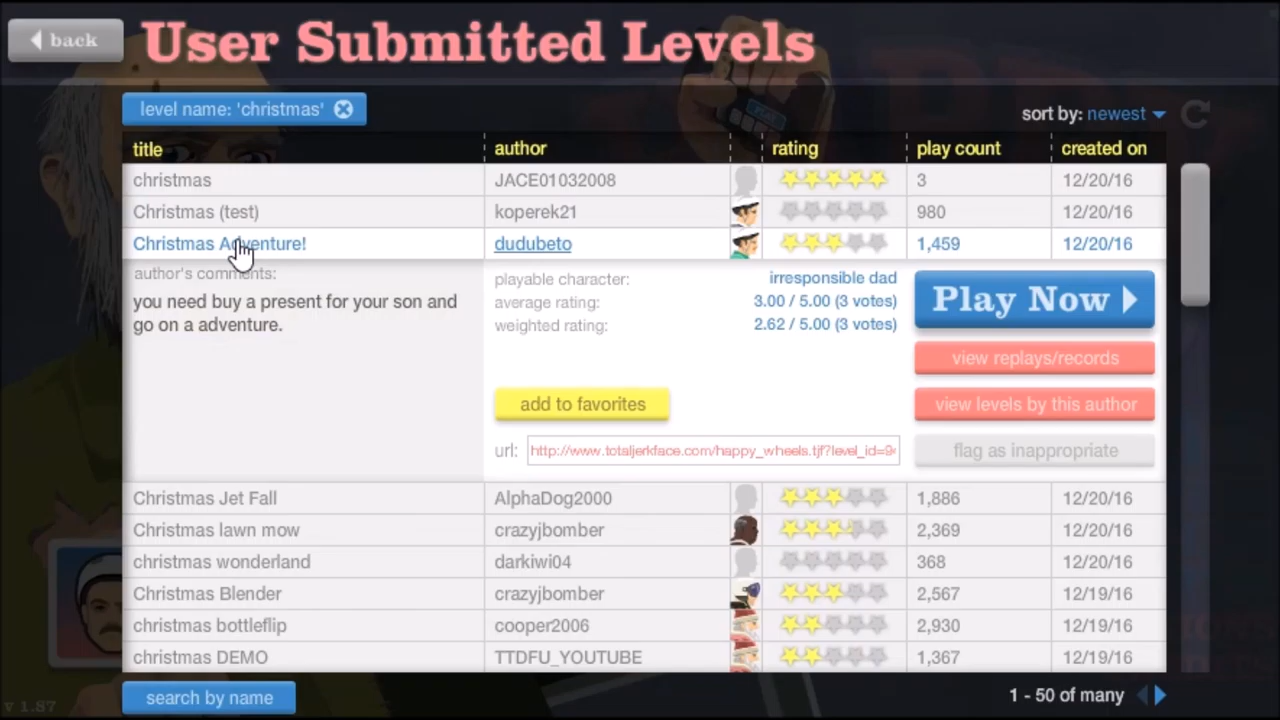 back
User Submitted Levels
level name: 'christmas'
sort by: newest
title author rating play count created on
christmas JACE01032008 3 12/20/16
Christmas (test) koperek21 980 12/20/16
Christmas Adventure! dudubeto 1,459 12/20/16
author's comments:
you need buy a present for your son and
go on a adventure.
playable character: irresponsible dad
average rating: 3.00 / 5.00 (3 votes)
weighted rating: 2.62 / 5.00 (3 votes)
add to favorites
url: http://www.totaljerkface.com/happy_wheels.tjf?level_id=9
Play Now
view replays/records
view levels by this author
flag as inappropriate
Christmas Jet Fall AlphaDog2000 1,886 12/20/16
Christmas lawn mow crazyjbomber 2,369 12/20/16
christmas wonderland darkiwi04 368 12/20/16
Christmas Blender crazyjbomber 2,567 12/19/16
christmas bottleflip cooper2006 2,930 12/19/16
christmas DEMO TTDFU_YOUTUBE 1,367 12/19/16
search by name
1 - 50 of many
v 1.87